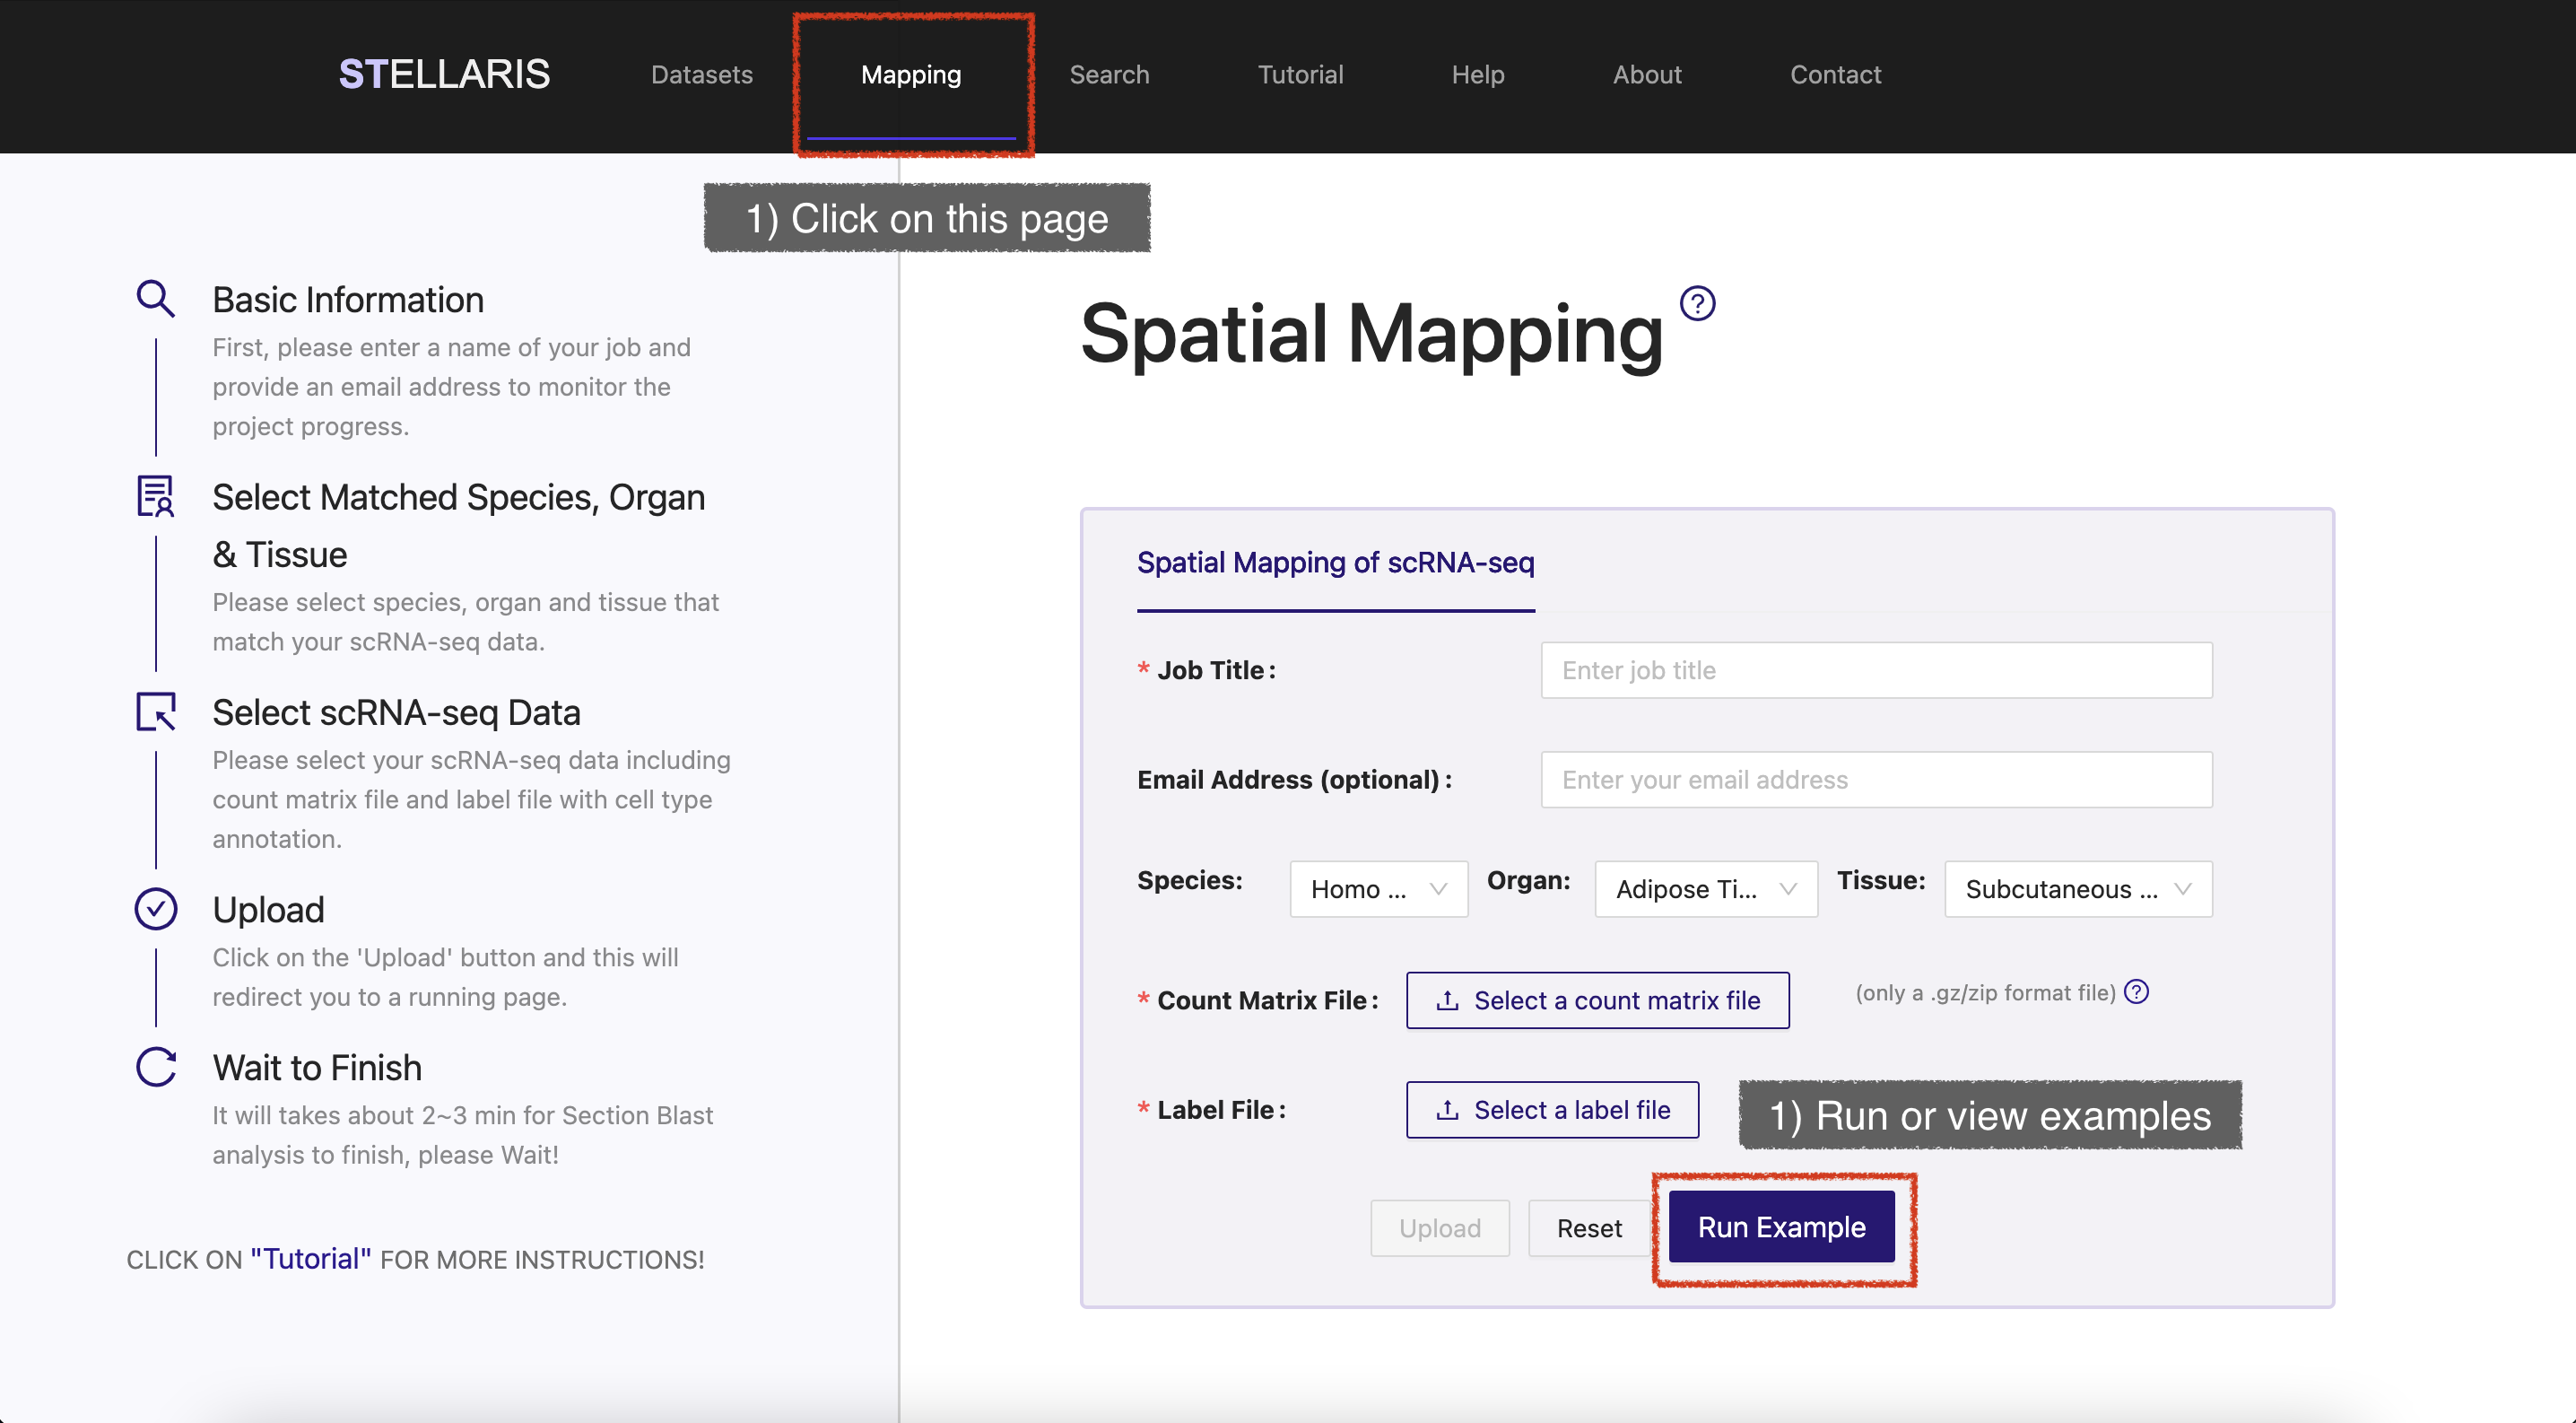 STELLARIS Datasets Mapping Search Tutorial Help About Contact
1) Click on this page
Basic Information
First, please enter a name of your job and
provide an email address to monitor the
project progress.
Select Matched Species, Organ
& Tissue
Please select species, organ and tissue that
match your scRNA-seq data.
Select scRNA-seq Data
Please select your scRNA-seq data including
count matrix file and label file with cell type
annotation.
Upload
Click on the 'Upload' button and this will
redirect you to a running page.
Wait to Finish
It will takes about 2~3 min for Section Blast
analysis to finish, please Wait!
CLICK ON "Tutorial" FOR MORE INSTRUCTIONS!
Spatial Mapping ?
Spatial Mapping of scRNA-seq
* Job Title: Enter job title
Email Address (optional): Enter your email address
Species: Homo ... Organ: Adipose Ti... Tissue: Subcutaneous ...
* Count Matrix File: Select a count matrix file (only a .gz/zip format file) ?
* Label File: Select a label file
1) Run or view examples
Upload Reset Run Example